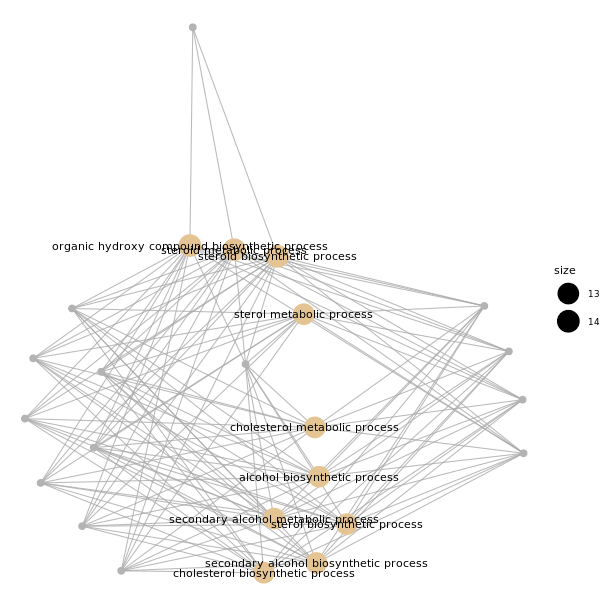 organic hydroxy compound biosynthetic process
steroid metabolic process
steroid biosynthetic process
size
13
14
sterol metabolic process
cholesterol metabolic process
alcohol biosynthetic process
secondary alcohol metabolic process
sterol biosynthetic process
secondary alcohol biosynthetic process
cholesterol biosynthetic process